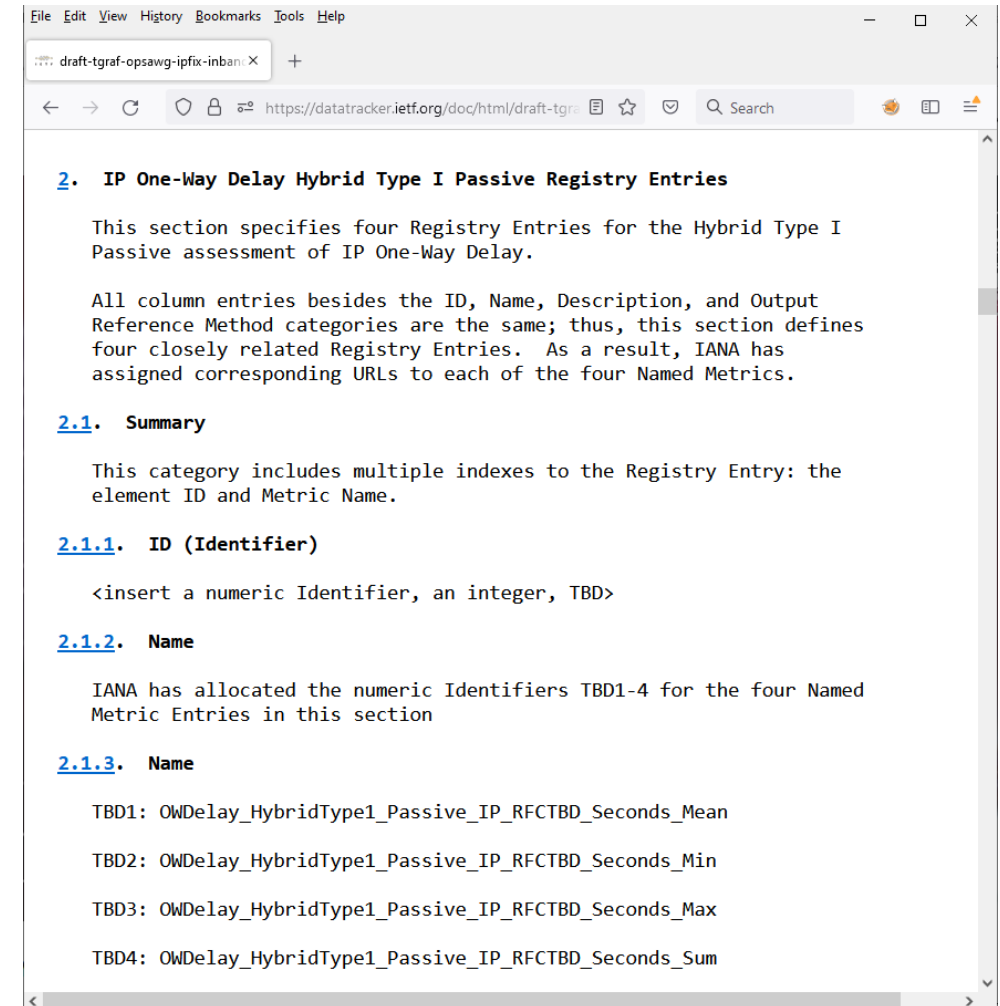 File Edit View History Bookmarks Tools Help
draft-tgraf-opsawg-ipfix-inban
https://datatracker.ietf.org/doc/html/draft-tgra Search
2. IP One-Way Delay Hybrid Type I Passive Registry Entries
This section specifies four Registry Entries for the Hybrid Type I
Passive assessment of IP One-Way Delay.
All column entries besides the ID, Name, Description, and Output
Reference Method categories are the same; thus, this section defines
four closely related Registry Entries. As a result, IANA has
assigned corresponding URLs to each of the four Named Metrics.
2.1. Summary
This category includes multiple indexes to the Registry Entry: the
element ID and Metric Name.
2.1.1. ID (Identifier)
<insert a numeric Identifier, an integer, TBD>
2.1.2. Name
IANA has allocated the numeric Identifiers TBD1-4 for the four Named
Metric Entries in this section
2.1.3. Name
TBD1: OWDelay_HybridType1_Passive_IP_RFCTBD_Seconds_Mean
TBD2: OWDelay_HybridType1_Passive_IP_RFCTBD_Seconds_Min
TBD3: OWDelay_HybridType1_Passive_IP_RFCTBD_Seconds_Max
TBD4: OWDelay_HybridType1_Passive_IP_RFCTBD_Seconds_Sum